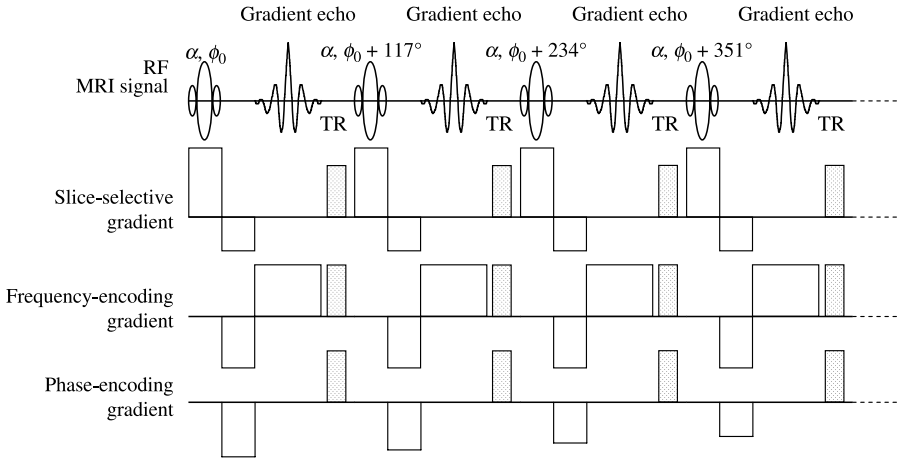 Gradient echo
Gradient echo
Gradient echo
Gradient echo
α, ϕ₀
α, ϕ₀ + 117°
α, ϕ₀ + 234°
α, ϕ₀ + 351°
RF
MRI signal
TR
TR
TR
TR
Slice-selective
gradient
Frequency-encoding
gradient
Phase-encoding
gradient